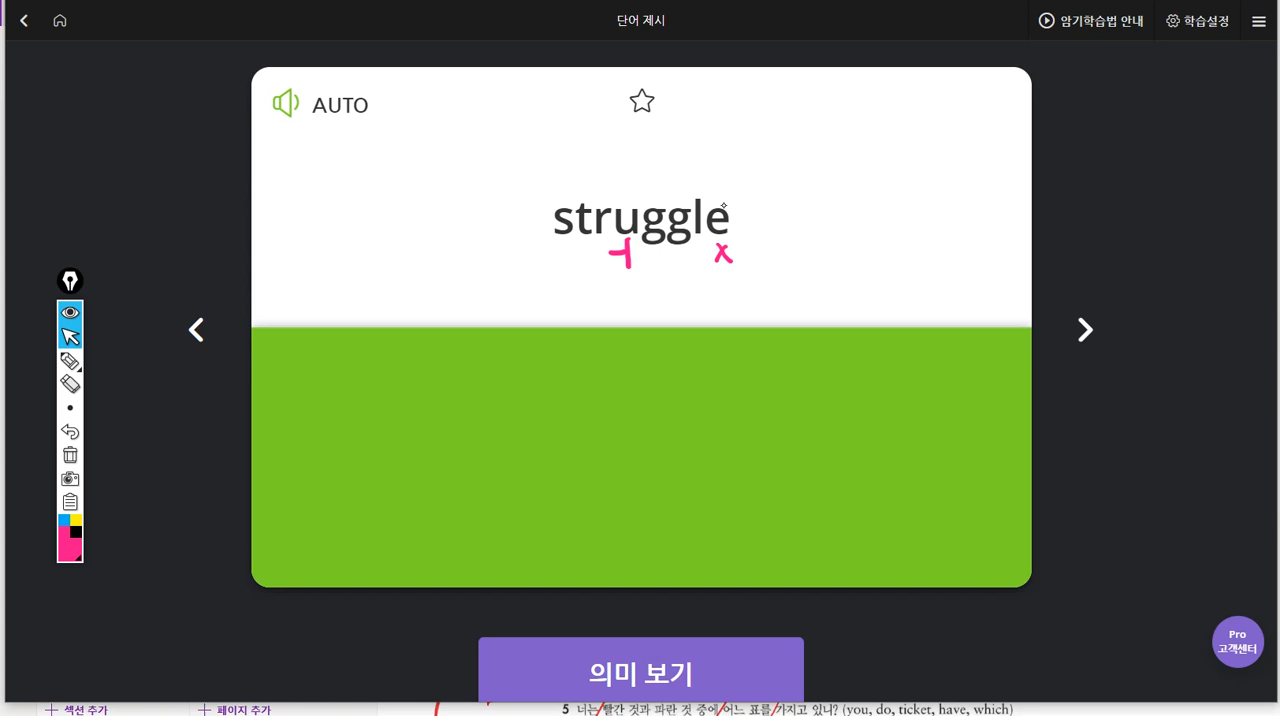 단어 제시
암기학습법 안내
학습설정
AUTO
struggle
ㅓ x
의미 보기
Pro
고객센터
섹션 추가
페이지 추가
5 너는/빨간 것과 파란 것 중에/어느 표를/가지고 있니? (you, do, ticket, have, which)